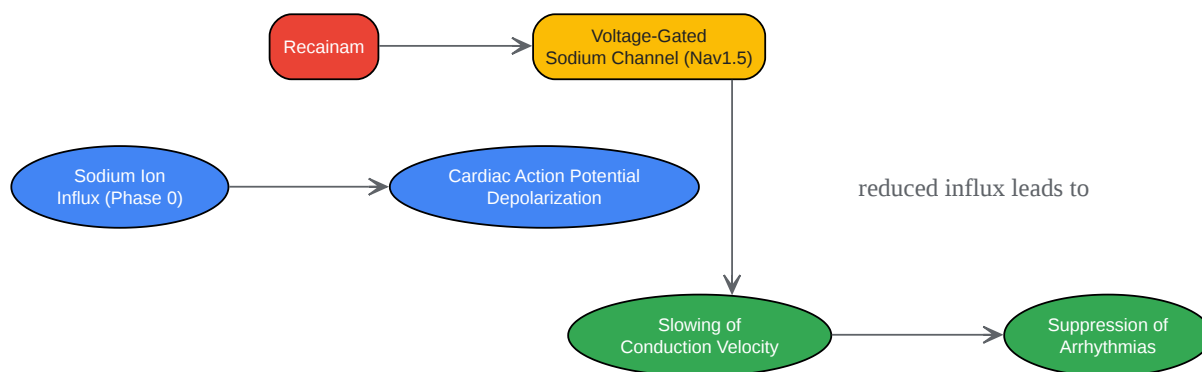 Recainam
Voltage-Gated
Sodium Channel (Nav1.5)
Sodium Ion
Influx (Phase 0)
Cardiac Action Potential
Depolarization
reduced influx leads to
Slowing of
Conduction Velocity
Suppression of
Arrhythmias